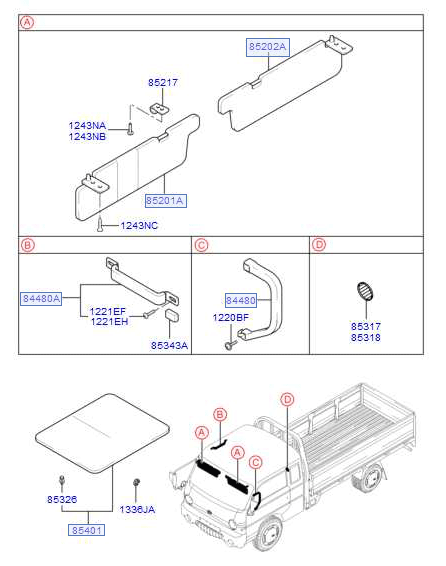 A
85202A
85217
1243NA
1243NB
85201A
1243NC
B
C
D
84480A
1221EF
1221EH
85343A
84480
1220BF
85317
85318
B
D
A
A
C
85326
1336JA
85401